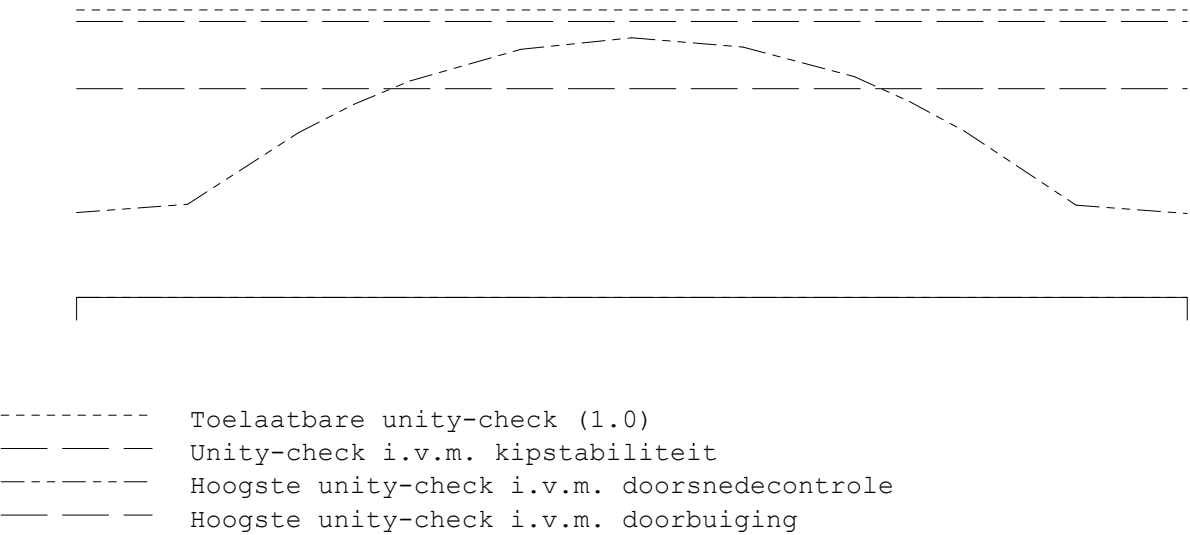 Toelaatbare unity-check (1.0)
Unity-check i.v.m. kipstabiliteit
Hoogste unity-check i.v.m. doorsnedecontrole
Hoogste unity-check i.v.m. doorbuiging